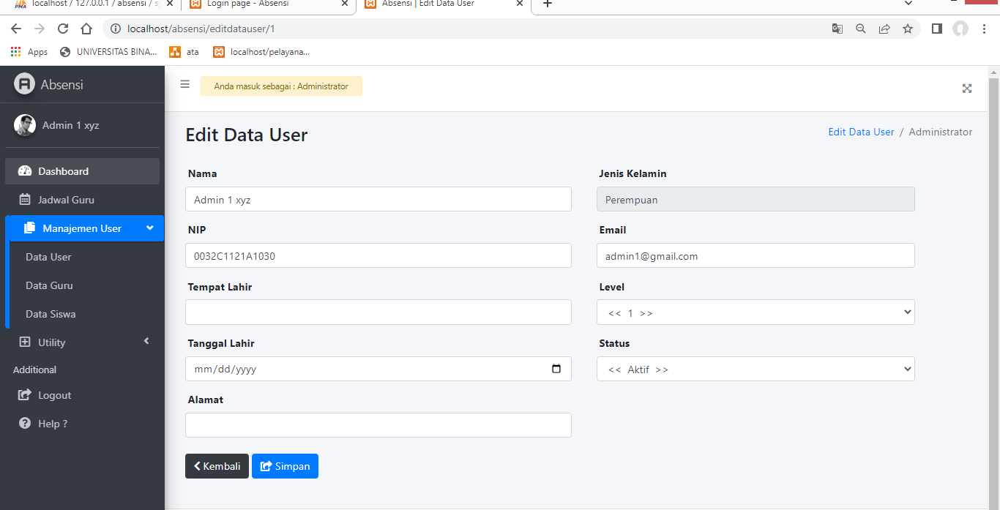 localhost / 127.0.0.1 / absensi / s
Login page - Absensi
Absensi | Edit Data User
localhost/absensi/editdatauser/1
Apps
UNIVERSITAS BINA...
ata
localhost/pelayana...
Absensi
Anda masuk sebagai : Administrator
Admin 1 xyz
Edit Data User
Edit Data User / Administrator
Dashboard
Jadwal Guru
Manajemen User
Data User
Data Guru
Data Siswa
Utility
Additional
Logout
Help ?
Nama
Admin 1 xyz
NIP
0032C1121A1030
Tempat Lahir
Tanggal Lahir
mm/dd/yyyy
Alamat
Jenis Kelamin
Perempuan
Email
admin1@gmail.com
Level
<< 1 >>
Status
<< Aktif >>
Kembali
Simpan